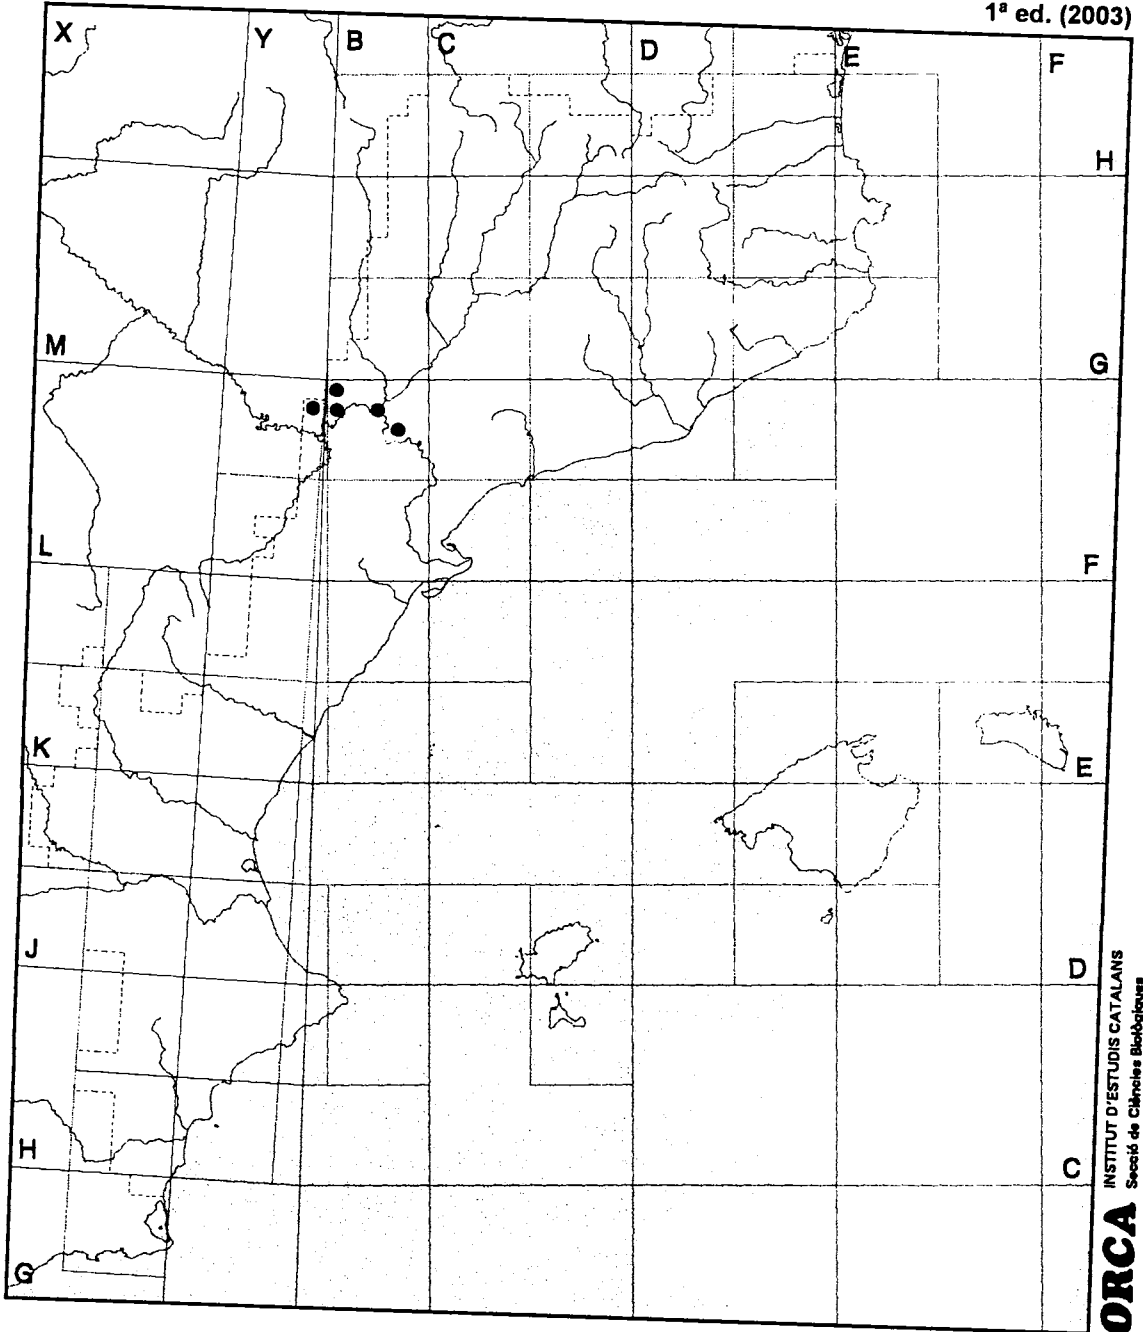 1ª ed. (2003)
X
Y
B
C
D
E
F
H
M
G
L
F
K
E
J
D
H
C
G
INSTITUT D'ESTUDIS CATALANS
Secció de Ciències Biològiques
ORCA